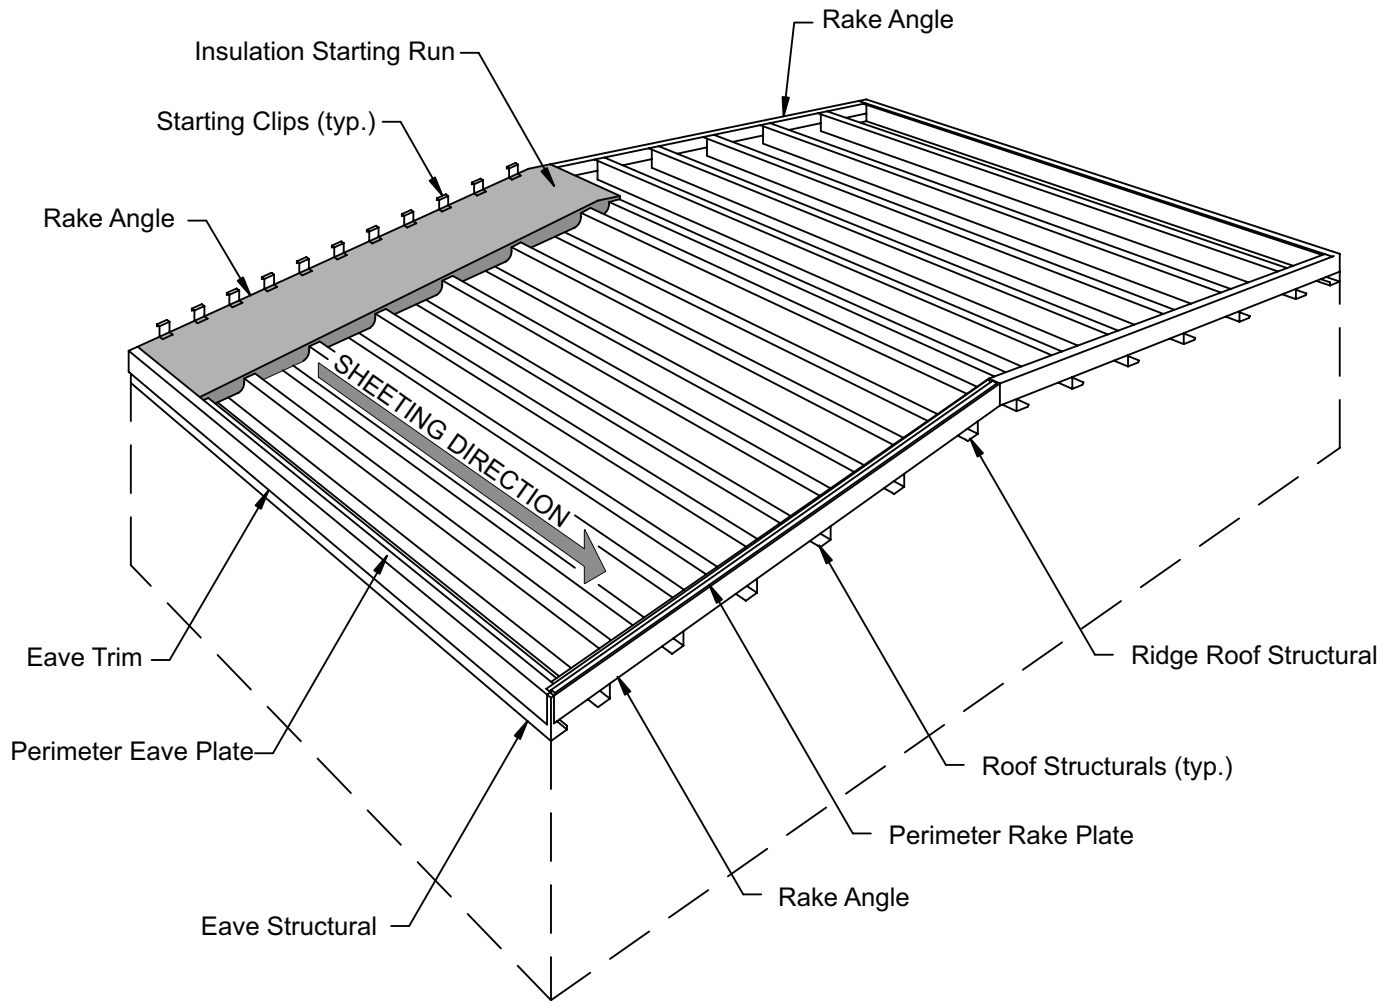 Rake Angle
Insulation Starting Run
Starting Clips (typ.)
Rake Angle
SHEETING DIRECTION
Eave Trim
Ridge Roof Structural
Perimeter Eave Plate
Roof Structurals (typ.)
Perimeter Rake Plate
Rake Angle
Eave Structural